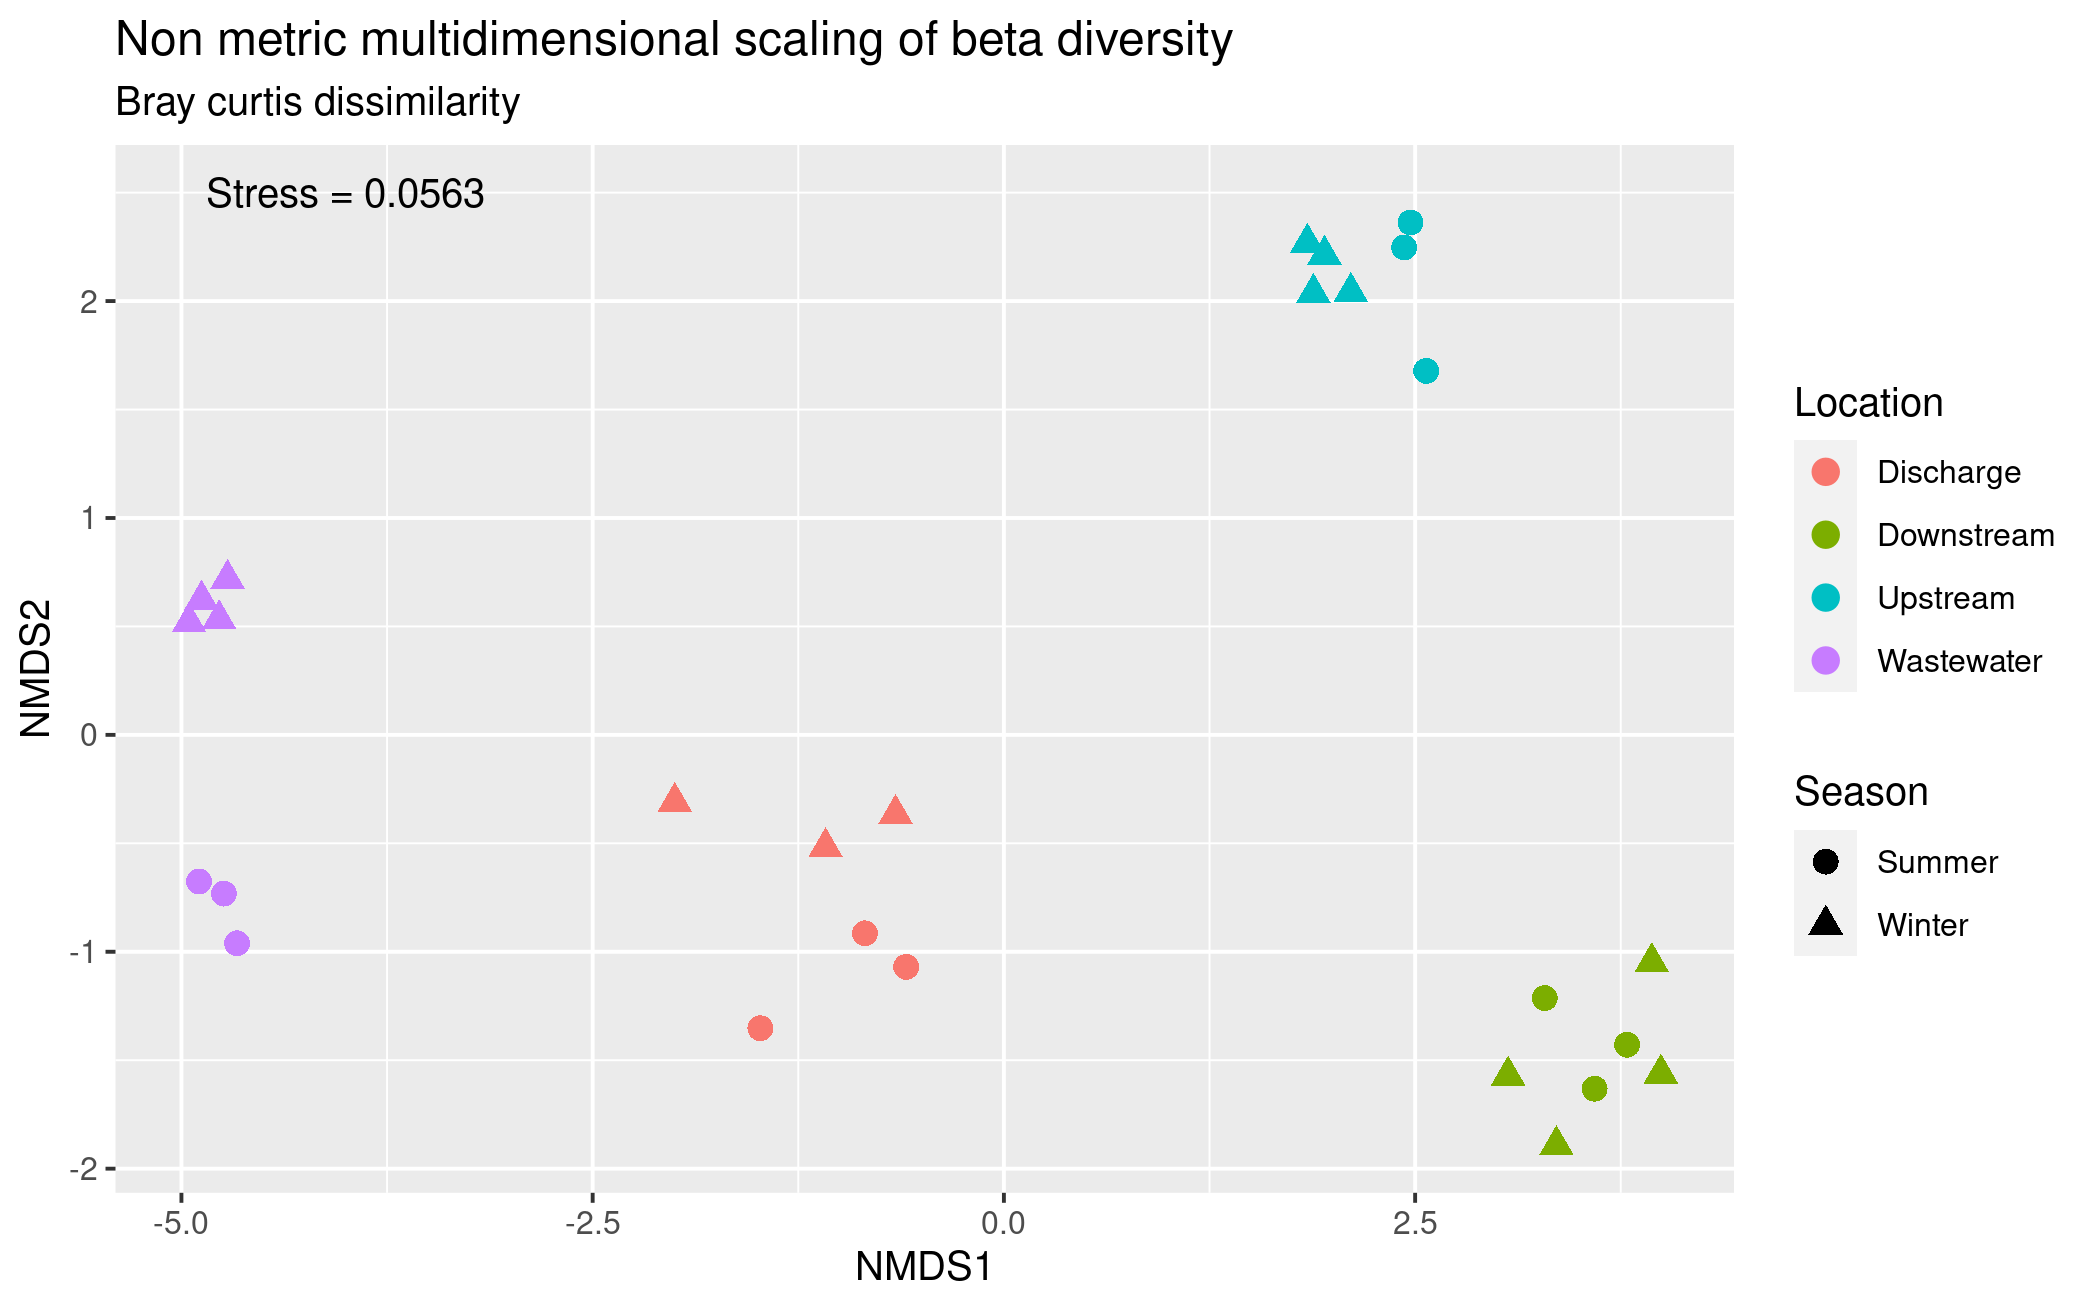 Non metric multidimensional scaling of beta diversity
Bray curtis dissimilarity
Stress = 0.0563
2
1
0
-1
-2
NMDS2
-5.0
-2.5
0.0
2.5
NMDS1
Location
Discharge
Downstream
Upstream
Wastewater
Season
Summer
Winter